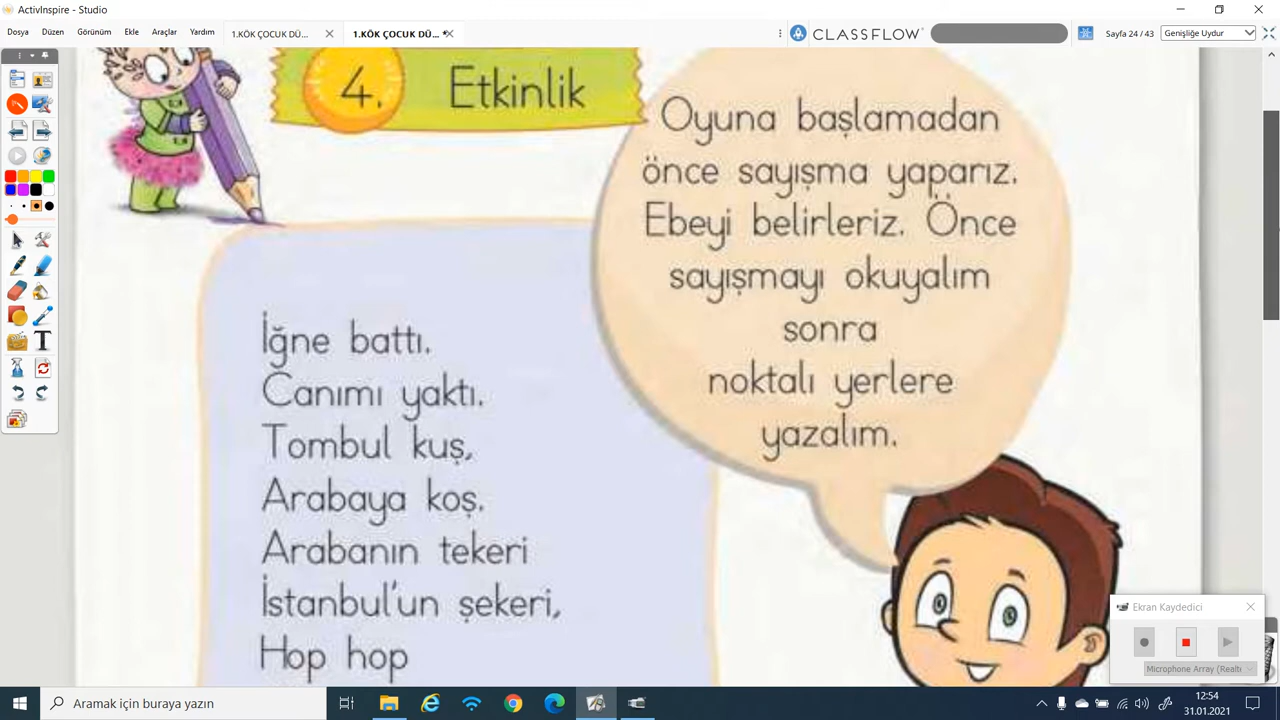 ActivInspire - Studio
Dosya Düzen Görünüm Ekle Araçlar Yardım
1.KÖK ÇOCUK DÜ...
1.KÖK ÇOCUK DÜ...
CLASSFLOW
Sayfa 24 / 43
Genişliğe Uydur
4. Etkinlik
Oyuna başlamadan
önce sayışma yaparız.
Ebeyi belirleriz. Önce
sayışmayı okuyalım
sonra
noktalı yerlere
yazalım.
İğne battı.
Canımı yaktı.
Tombul kuş,
Arabaya koş.
Arabanın tekeri
İstanbul'un şekeri,
Hop hop
Ekran Kaydedici
Microphone Array (Realte
Aramak için buraya yazın
12:54
31.01.2021